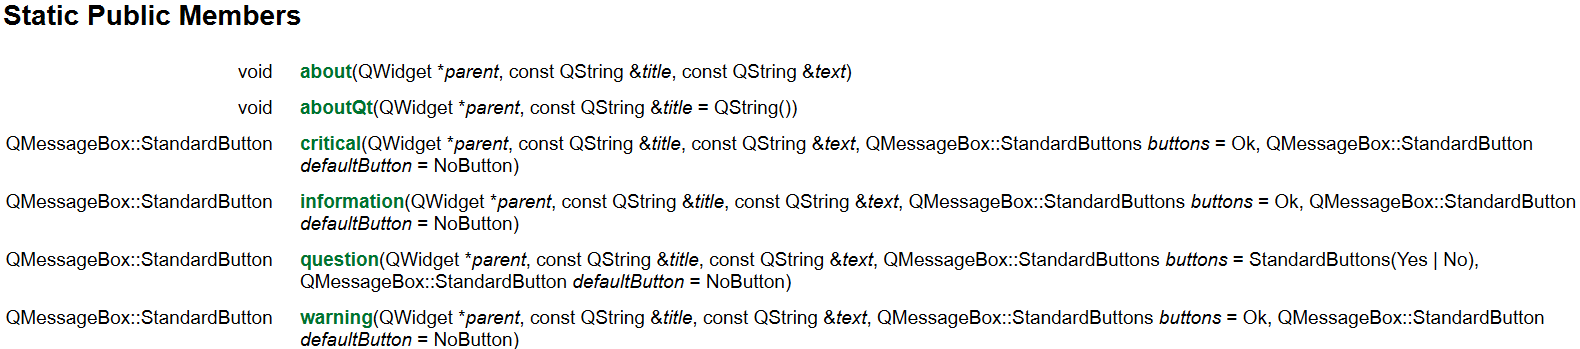 Static Public Members
void about(QWidget *parent, const QString &title, const QString &text)
void aboutQt(QWidget *parent, const QString &title = QString())
QMessageBox::StandardButton critical(QWidget *parent, const QString &title, const QString &text, QMessageBox::StandardButtons buttons = Ok, QMessageBox::StandardButton
defaultButton = NoButton)
QMessageBox::StandardButton information(QWidget *parent, const QString &title, const QString &text, QMessageBox::StandardButtons buttons = Ok, QMessageBox::StandardButton
defaultButton = NoButton)
QMessageBox::StandardButton question(QWidget *parent, const QString &title, const QString &text, QMessageBox::StandardButtons buttons = StandardButtons(Yes | No),
QMessageBox::StandardButton defaultButton = NoButton)
QMessageBox::StandardButton warning(QWidget *parent, const QString &title, const QString &text, QMessageBox::StandardButtons buttons = Ok, QMessageBox::StandardButton
defaultButton = NoButton)